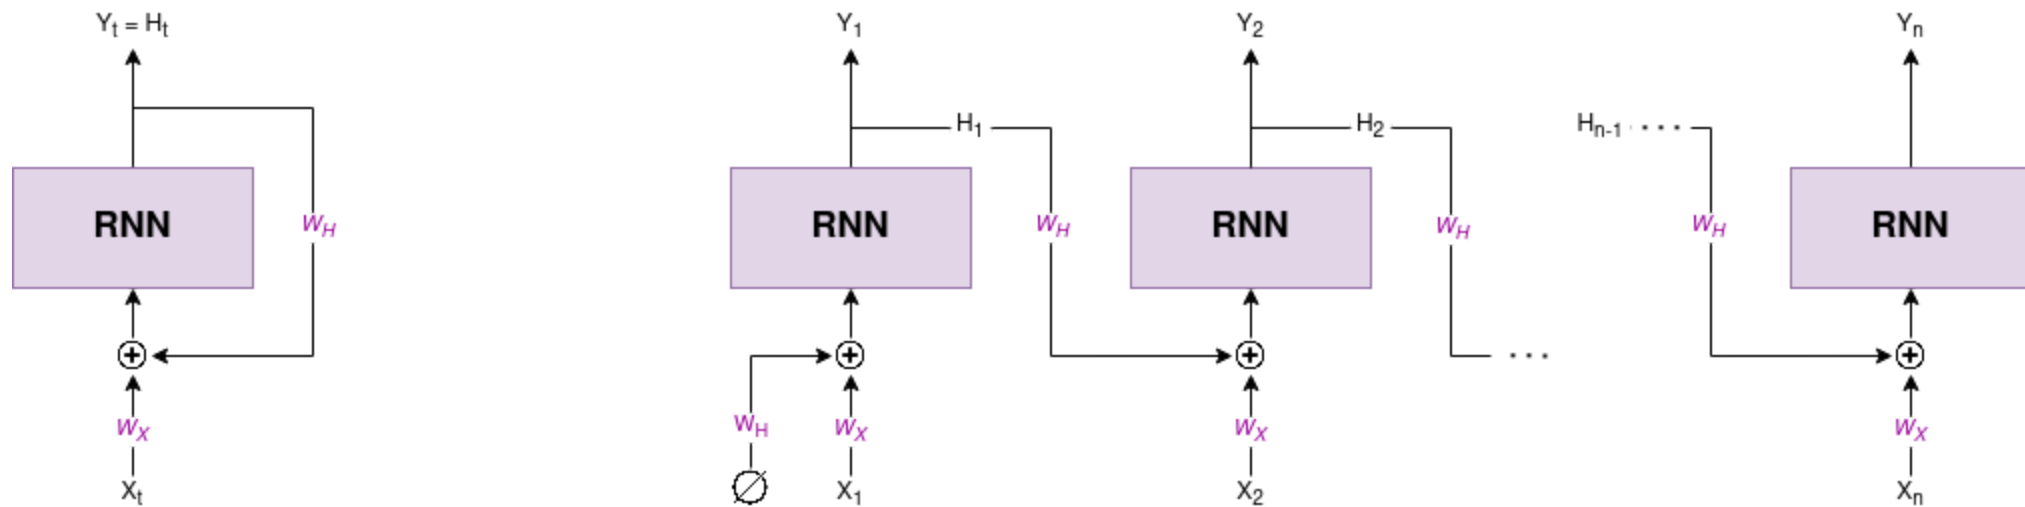 Yt = Ht
Y1
Y2
Yn
H1
H2
Hn-1 ....
RNN
wH
RNN
wH
RNN
wH
wH
RNN
...
wX
wH
wX
wX
wX
Xt
∅
X1
X2
Xn